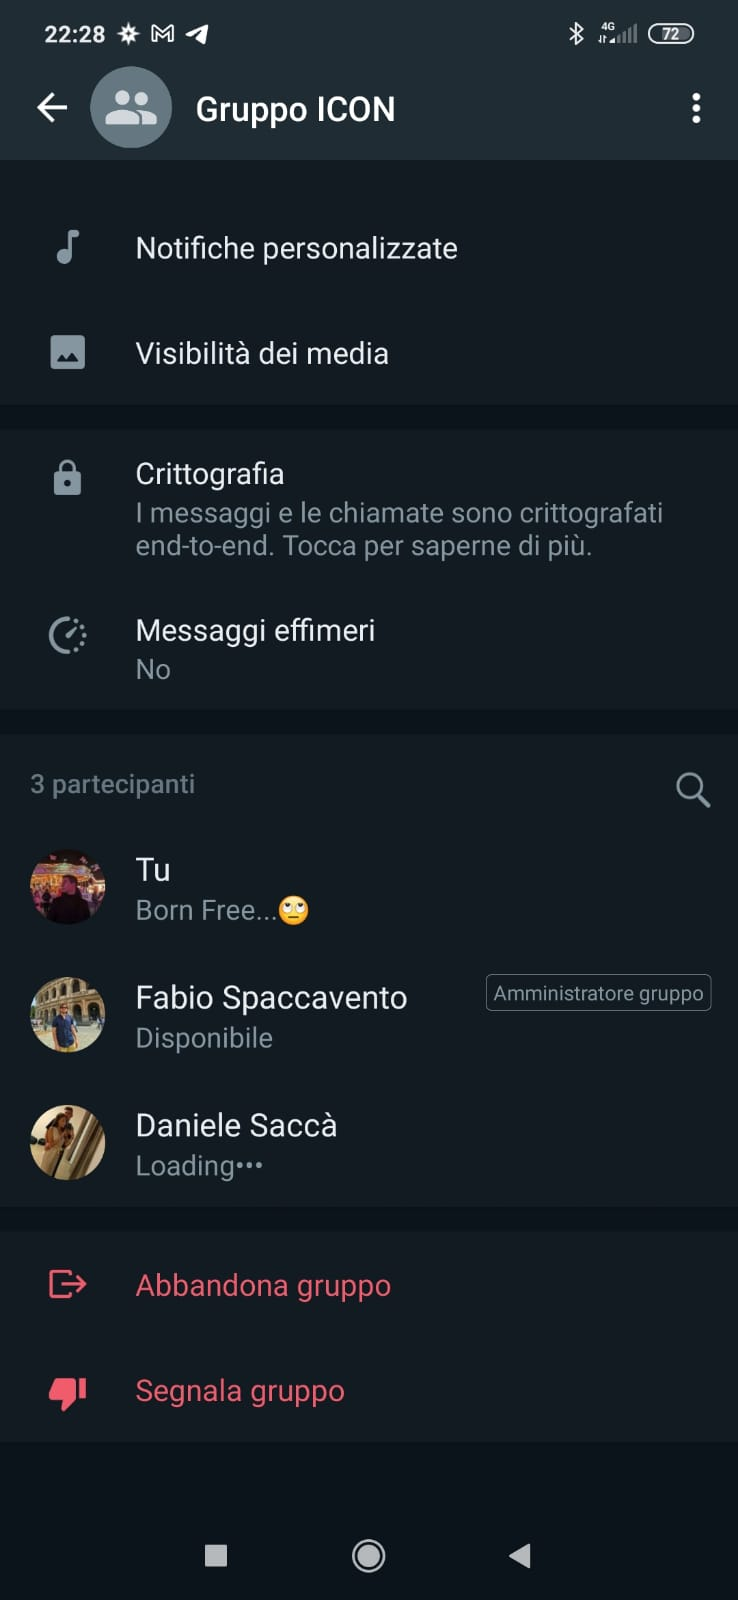 22:28
4G
72
Gruppo ICON
Notifiche personalizzate
Visibilità dei media
Crittografia
I messaggi e le chiamate sono crittografati
end-to-end. Tocca per saperne di più.
Messaggi effimeri
No
3 partecipanti
Tu
Born Free...🙄
Fabio Spaccavento
Amministratore gruppo
Disponibile
Daniele Saccà
Loading•••
Abbandona gruppo
Segnala gruppo